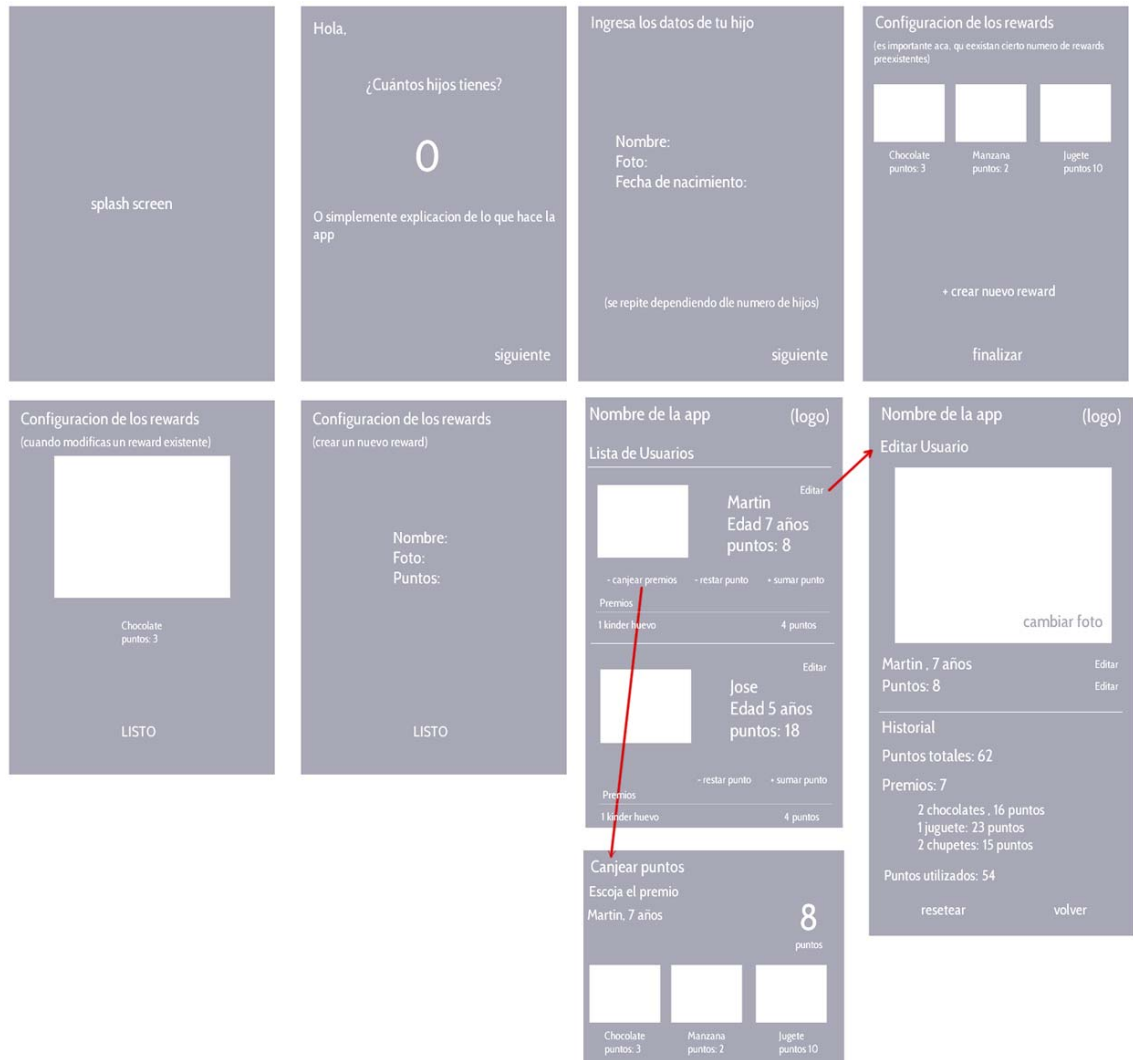 splash screen
Hola,
¿Cuántos hijos tienes?
0
O simplemente explicacion de lo que hace la
app
siguiente
Ingresa los datos de tu hijo
Nombre:
Foto:
Fecha de nacimiento:
(se repite dependiendo dle numero de hijos)
siguiente
Configuracion de los rewards
(es importante aca, qu eexistan cierto numero de rewards
preexistentes)
Chocolate
puntos: 3
Manzana
puntos: 2
Jugete
puntos 10
+ crear nuevo reward
finalizar
Configuracion de los rewards
(cuando modificas un reward existente)
Chocolate
puntos: 3
LISTO
Configuracion de los rewards
(crear un nuevo reward)
Nombre:
Foto:
Puntos:
LISTO
Nombre de la app (logo)
Lista de Usuarios
Editar
Martin
Edad 7 años
puntos: 8
- canjear premios - restar punto + sumar punto
Premios
1 kinder huevo 4 puntos
Editar
Jose
Edad 5 años
puntos: 18
- restar punto + sumar punto
Premios
1 kinder huevo 4 puntos
Nombre de la app (logo)
Editar Usuario
cambiar foto
Martin , 7 años Editar
Puntos: 8 Editar
Historial
Puntos totales: 62
Premios: 7
2 chocolates , 16 puntos
1 juguete: 23 puntos
2 chupetes: 15 puntos
Puntos utilizados: 54
resetear volver
Canjear puntos
Escoja el premio
Martin, 7 años
8
puntos
Chocolate
puntos: 3
Manzana
puntos: 2
Jugete
puntos 10